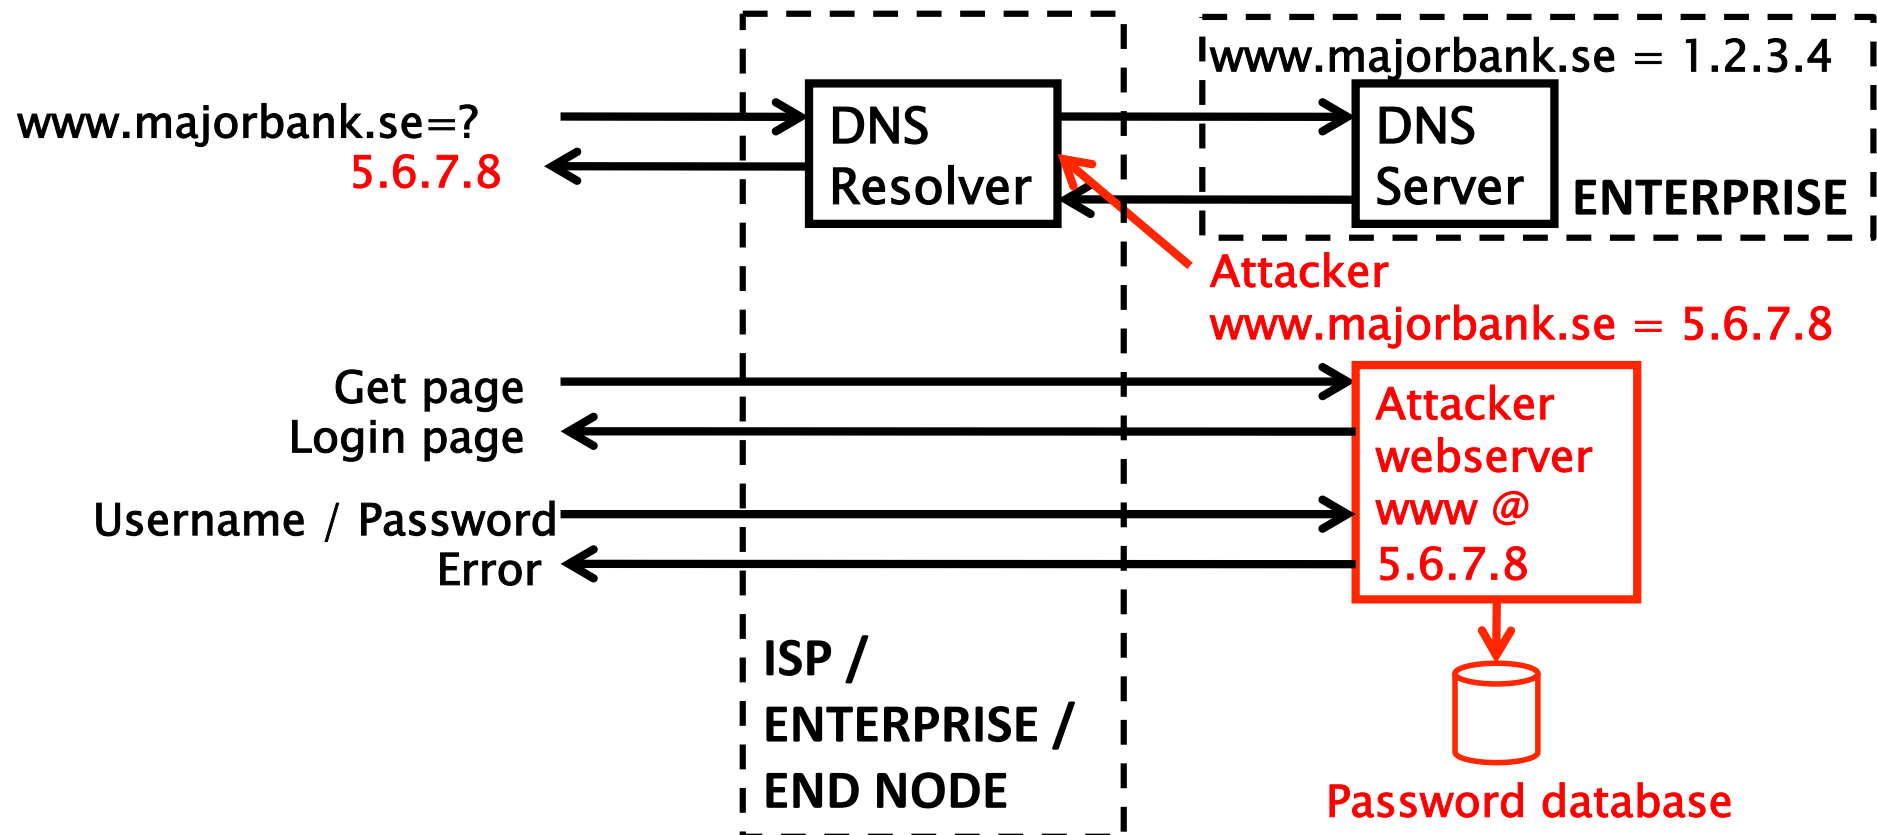 www.majorbank.se = 1.2.3.4
www.majorbank.se=?
5.6.7.8
DNS
Resolver
DNS
Server
ENTERPRISE
Attacker
www.majorbank.se = 5.6.7.8
Get page
Login page
Username / Password
Error
Attacker
webserver
www @
5.6.7.8
ISP /
ENTERPRISE /
END NODE
Password database